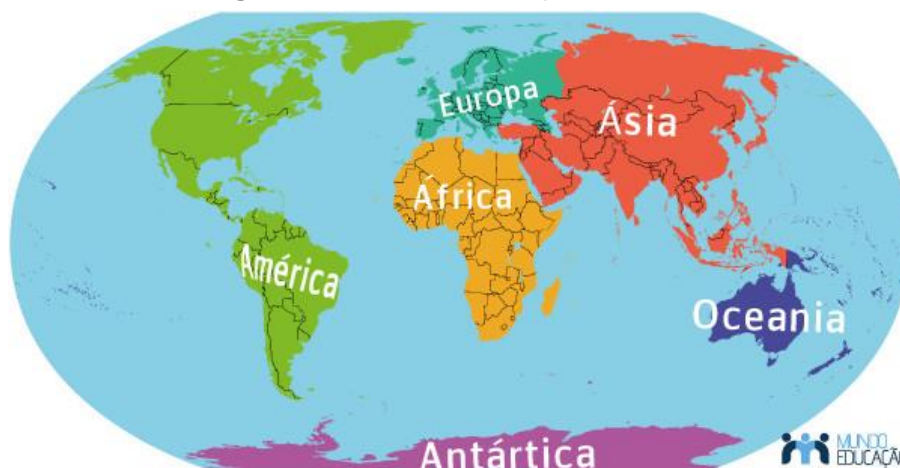 Europa
Ásia
África
América
Oceania
Antártica
MUNDO
EDUCAÇÃO